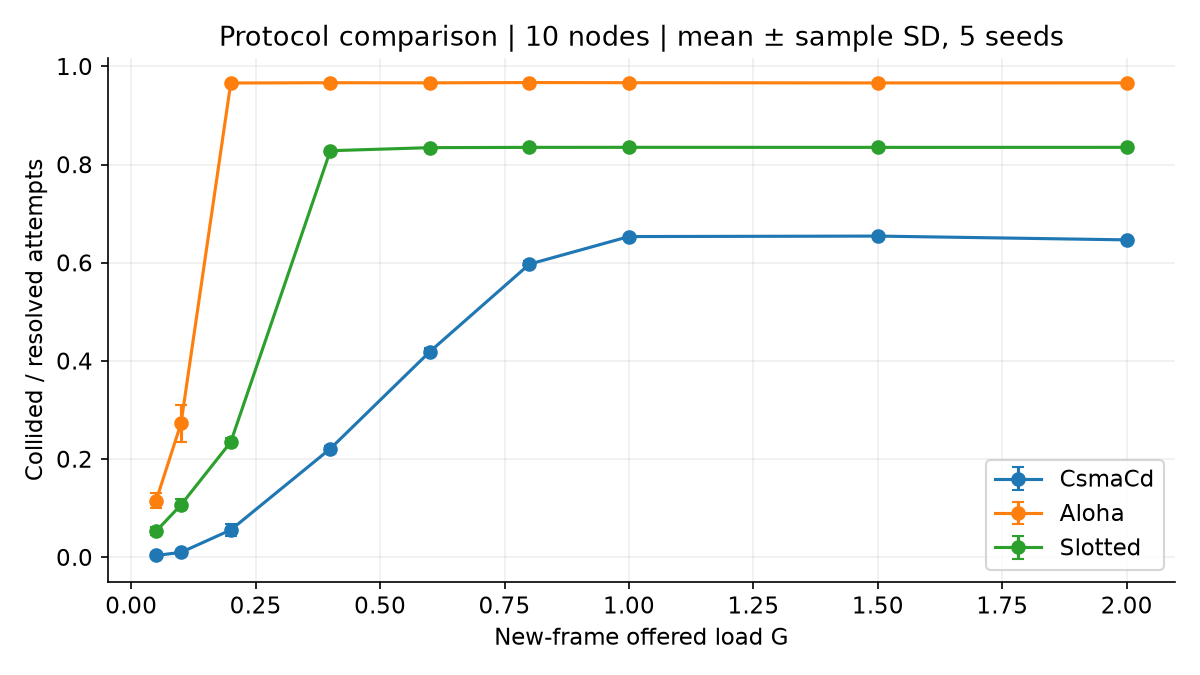 Protocol comparison | 10 nodes | mean ± sample SD, 5 seeds
Collided / resolved attempts
1.0
0.8
0.6
0.4
0.2
0.0
CsmaCd
Aloha
Slotted
0.00 0.25 0.50 0.75 1.00 1.25 1.50 1.75 2.00
New-frame offered load G